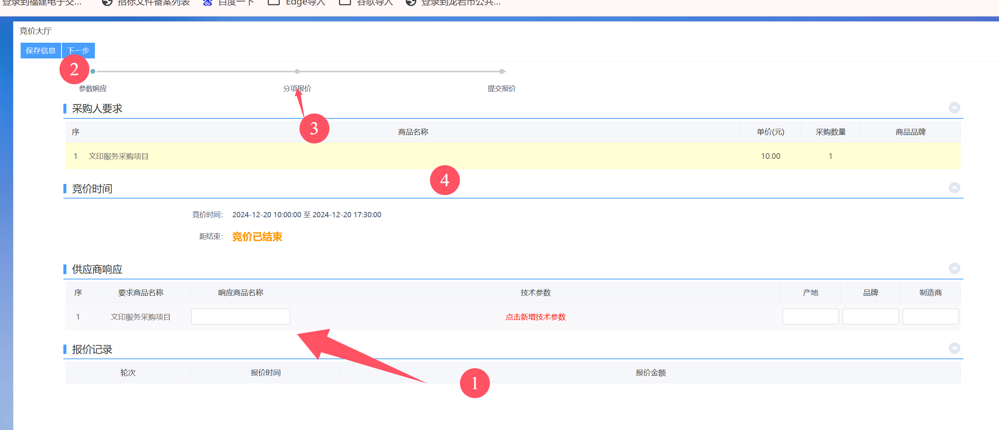 登录到福建电子交... 招标文件备案列表 百度一下 Edge导入 谷歌导入 登录到龙岩市公共...
竞价大厅
保存信息 下一步
2
参数响应 分项报价 提交报价
采购人要求
3
序 商品名称 单价(元) 采购数量 商品品牌
1 文印服务采购项目 10.00 1
4
竞价时间
竞价时间： 2024-12-20 10:00:00 至 2024-12-20 17:30:00
距结束： 竞价已结束
供应商响应
序 要求商品名称 响应商品名称 技术参数 产地 品牌 制造商
1 文印服务采购项目 点击新增技术参数
报价记录
轮次 报价时间 报价金额
1